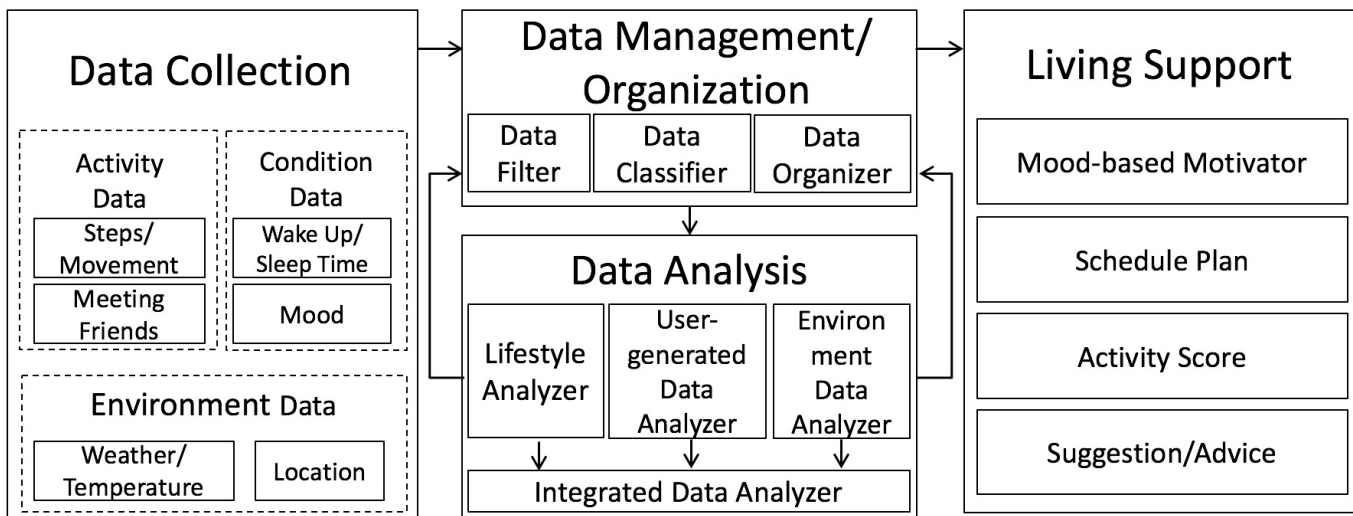 Data Collection
Activity
Data
Steps/
Movement
Meeting
Friends
Condition
Data
Wake Up/
Sleep Time
Mood
Environment Data
Weather/
Temperature
Location
Data Management/
Organization
Data
Filter
Data
Classifier
Data
Organizer
Data Analysis
Lifestyle
Analyzer
User-
generated
Data
Analyzer
Environ
ment
Data
Analyzer
Integrated Data Analyzer
Living Support
Mood-based Motivator
Schedule Plan
Activity Score
Suggestion/Advice